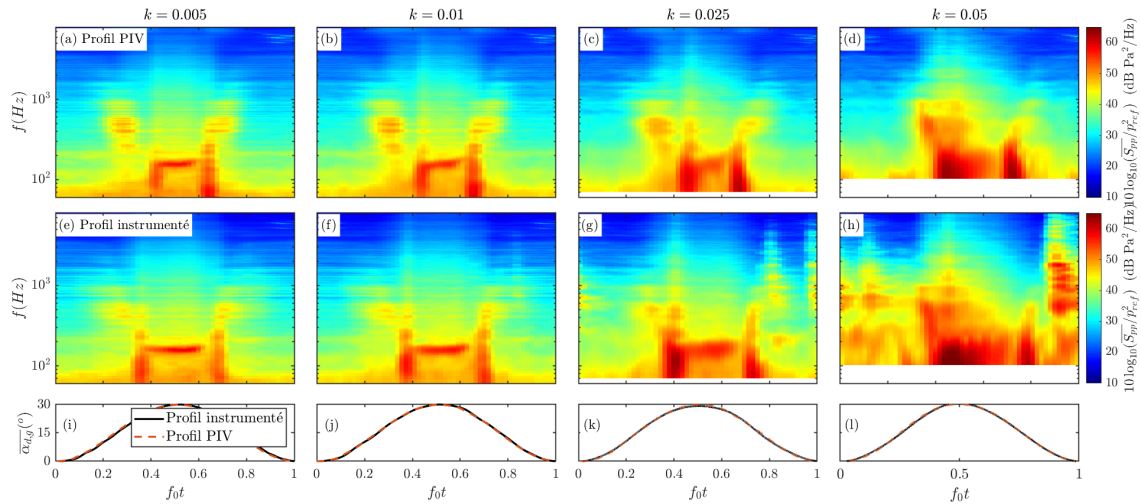 k = 0.005 k = 0.01 k = 0.025 k = 0.05
(a) Profil PIV (b) (c) (d)
f(Hz) 10³ 10²
60 50 40 30 20 10
10 log₁₀(S̅pp/p²ref) (dB Pa²/Hz)
(e) Profil instrumenté (f) (g) (h)
f(Hz) 10³ 10²
60 50 40 30 20 10
10 log₁₀(S̅pp/p²ref) (dB Pa²/Hz)
(i) (j) (k) (l)
α̅d,g(°) 30 15 0
Profil instrumenté
Profil PIV
0 0.2 0.4 0.6 0.8 1 0 0.2 0.4 0.6 0.8 1 0 0.2 0.4 0.6 0.8 1 0 0.5 1
f₀t f₀t f₀t f₀t